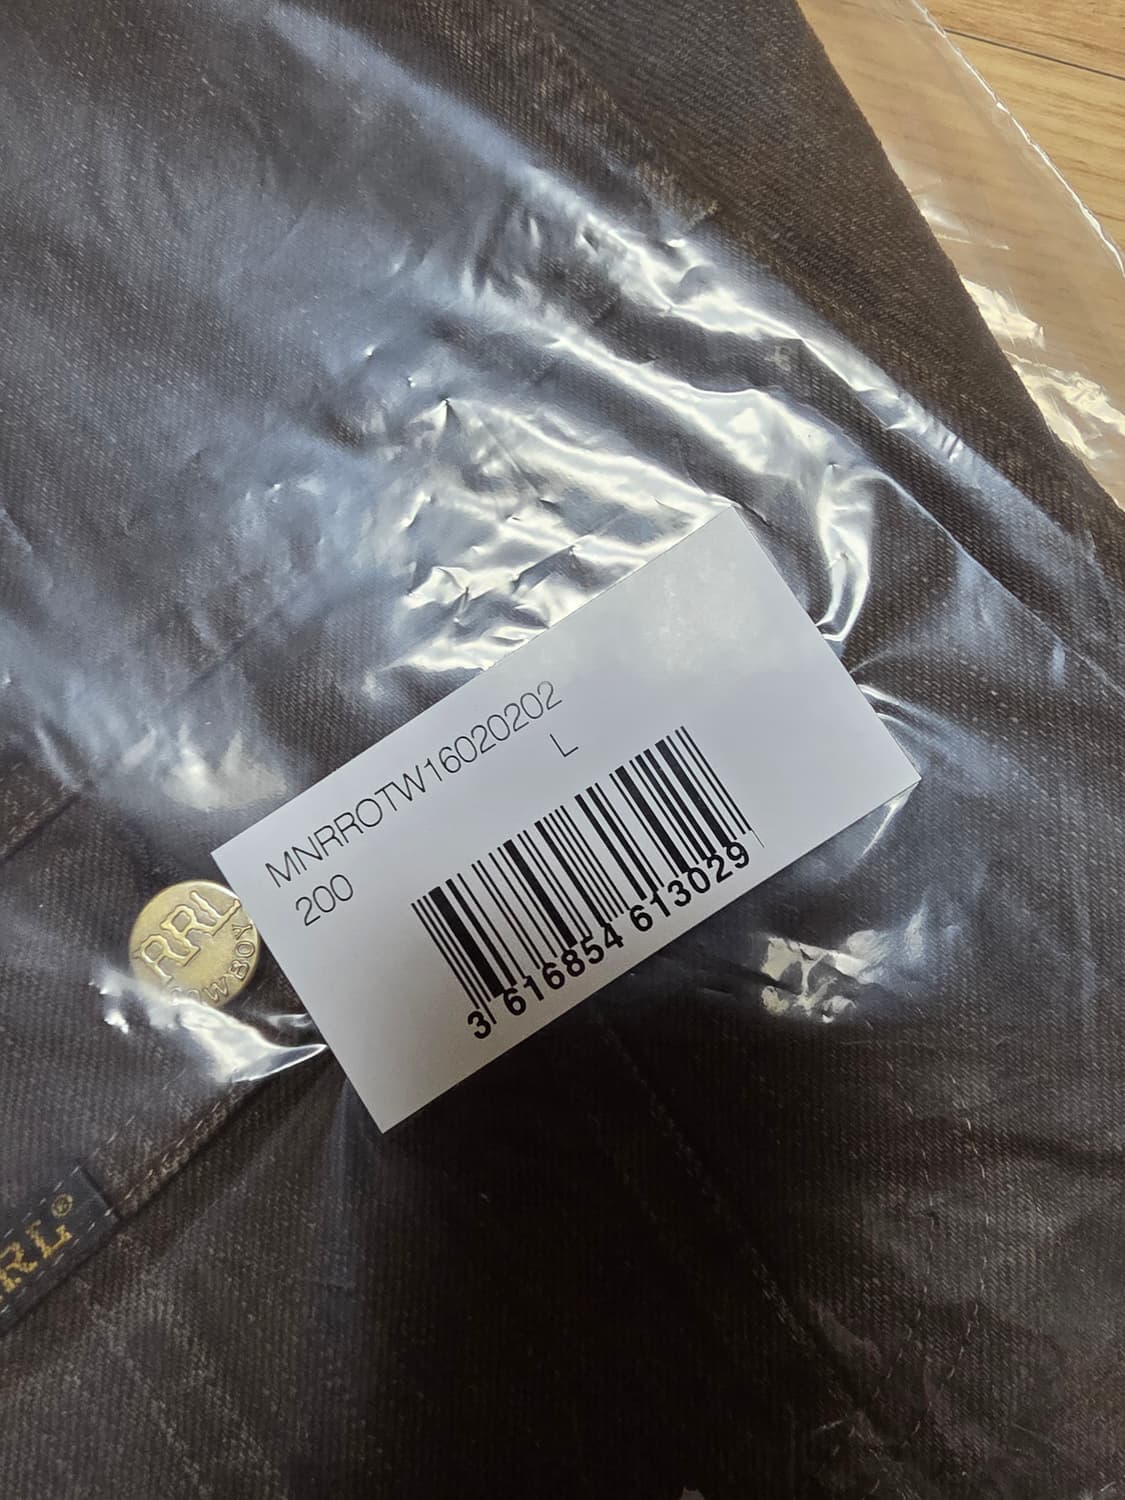 MNRROTW16020202
200
L
3 616854 613029
RRL
COWBOY
RRL®